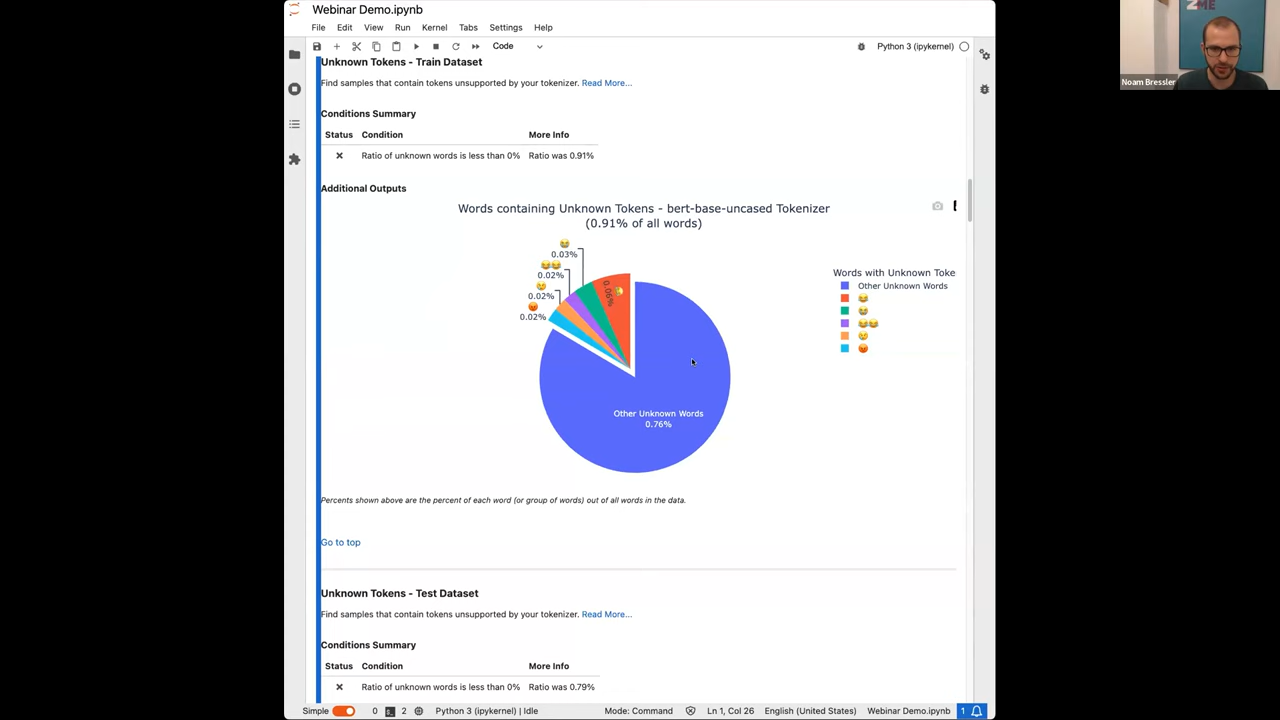 Webinar Demo.ipynb
File Edit View Run Kernel Tabs Settings Help
Code
Python 3 (ipykernel)
Unknown Tokens - Train Dataset
Find samples that contain tokens unsupported by your tokenizer. Read More...
Conditions Summary
Status Condition More Info
Ratio of unknown words is less than 0% Ratio was 0.91%
Additional Outputs
Words containing Unknown Tokens - bert-base-uncased Tokenizer
(0.91% of all words)
0.03%
0.02%
0.02%
0.02%
0.06%
Other Unknown Words
0.76%
Words with Unknown Toke
Other Unknown Words
Percents shown above are the percent of each word (or group of words) out of all words in the data.
Go to top
Unknown Tokens - Test Dataset
Find samples that contain tokens unsupported by your tokenizer. Read More...
Conditions Summary
Status Condition More Info
Ratio of unknown words is less than 0% Ratio was 0.79%
Simple 0 2 Python 3 (ipykernel) | Idle Mode: Command Ln 1, Col 26 English (United States) Webinar Demo.ipynb 1
Noam Bressler